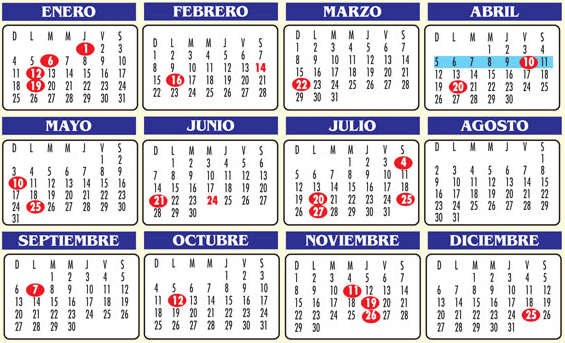 ENERO
D L M M J V S
1 2 3
4 5 6 7 8 9 10
11 12 13 14 15 16 17
18 19 20 21 22 23 24
25 26 27 28 29 30 31
FEBRERO
D L M M J V S
1 2 3 4 5 6 7
8 9 10 11 12 13 14
15 16 17 18 19 20 21
22 23 24 25 26 27 28
MARZO
D L M M J V S
1 2 3 4 5 6 7
8 9 10 11 12 13 14
15 16 17 18 19 20 21
22 23 24 25 26 27 28
29 30 31
ABRIL
D L M M J V S
1 2 3 4
5 6 7 8 9 10 11
12 13 14 15 16 17 18
19 20 21 22 23 24 25
26 27 28 29 30
MAYO
D L M M J V S
1 2
3 4 5 6 7 8 9
10 11 12 13 14 15 16
17 18 19 20 21 22 23
24 25 26 27 28 29 30
31
JUNIO
D L M M J V S
1 2 3 4 5 6
7 8 9 10 11 12 13
14 15 16 17 18 19 20
21 22 23 24 25 26 27
28 29 30
JULIO
D L M M J V S
1 2 3 4
5 6 7 8 9 10 11
12 13 14 15 16 17 18
19 20 21 22 23 24 25
26 27 28 29 30 31
AGOSTO
D L M M J V S
1
2 3 4 5 6 7 8
9 10 11 12 13 14 15
16 17 18 19 20 21 22
23 24 25 26 27 28 29
30 31
SEPTIEMBRE
D L M M J V S
1 2 3 4 5
6 7 8 9 10 11 12
13 14 15 16 17 18 19
20 21 22 23 24 25 26
27 28 29 30
OCTUBRE
D L M M J V S
1 2 3
4 5 6 7 8 9 10
11 12 13 14 15 16 17
18 19 20 21 22 23 24
25 26 27 28 29 30 31
NOVIEMBRE
D L M M J V S
1 2 3 4 5 6 7
8 9 10 11 12 13 14
15 16 17 18 19 20 21
22 23 24 25 26 27 28
29 30
DICIEMBRE
D L M M J V S
1 2 3 4 5
6 7 8 9 10 11 12
13 14 15 16 17 18 19
20 21 22 23 24 25 26
27 28 29 30 31